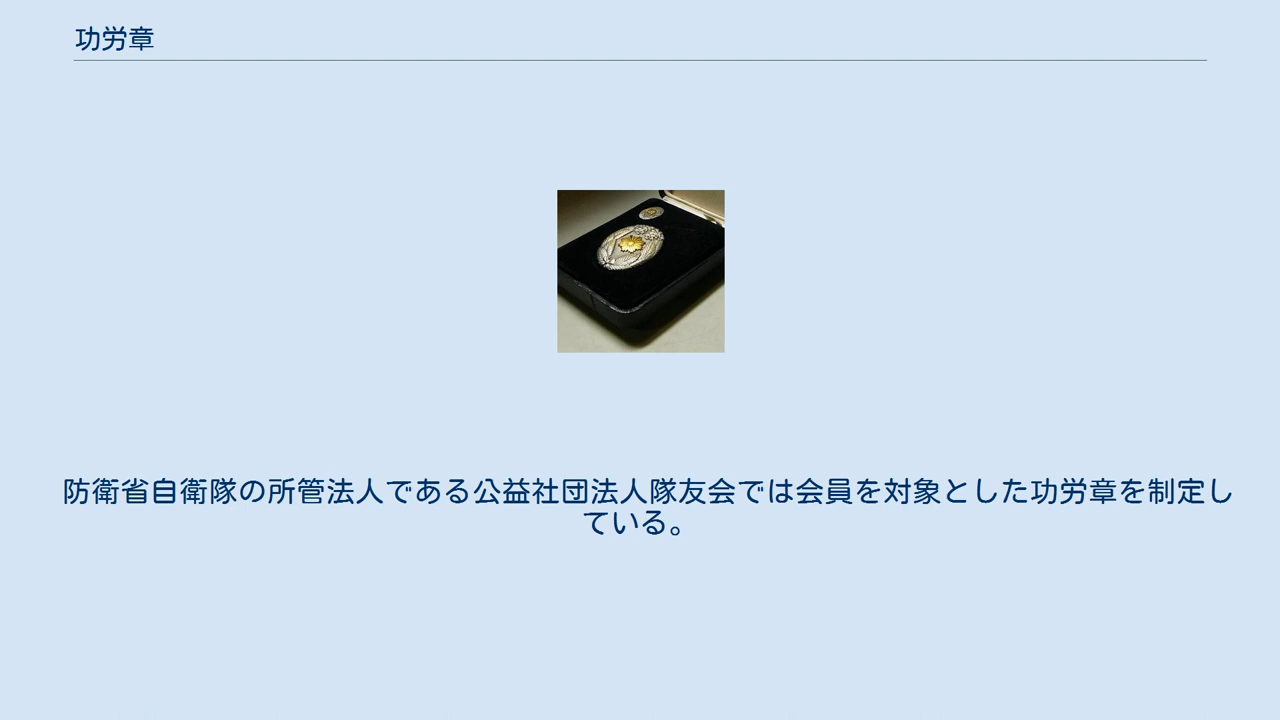 功労章
防衛省自衛隊の所管法人である公益社団法人隊友会では会員を対象とした功労章を制定し
ている。